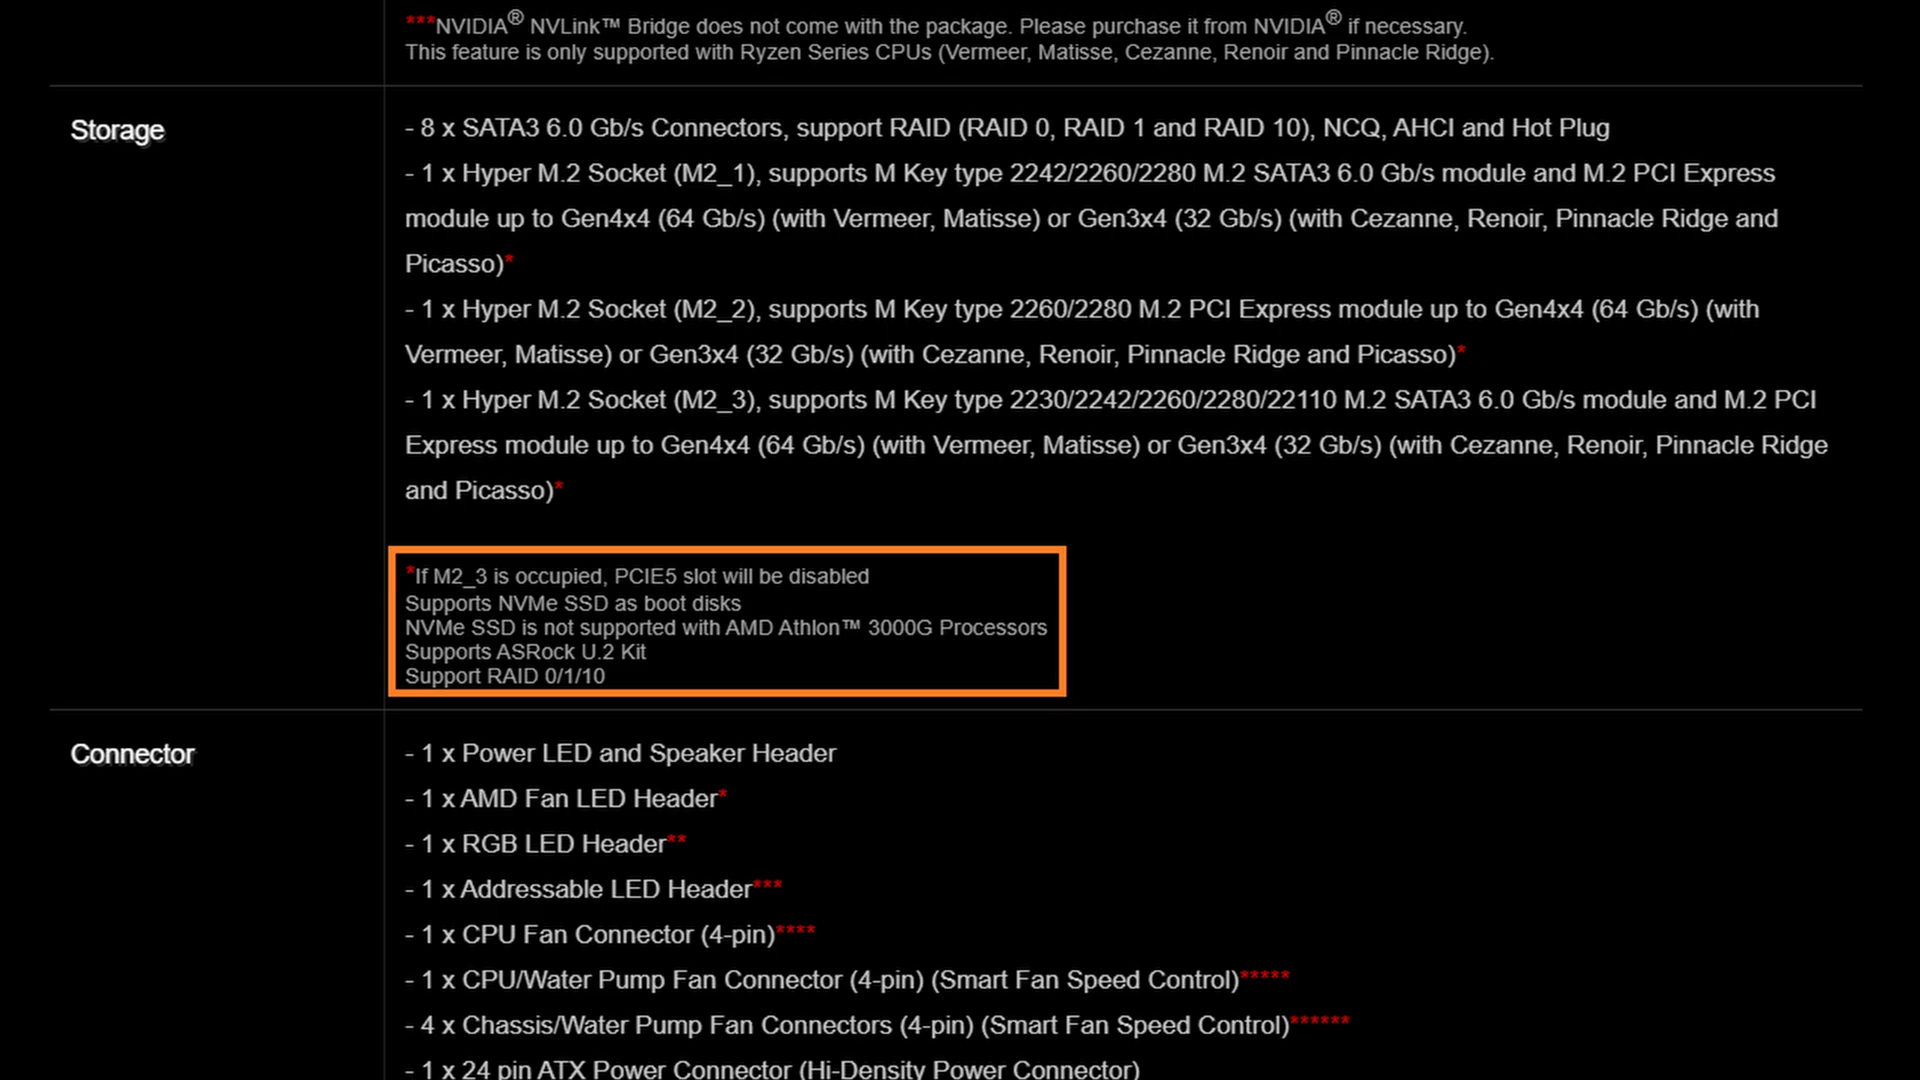 ***NVIDIA® NVLink™ Bridge does not come with the package. Please purchase it from NVIDIA® if necessary.
This feature is only supported with Ryzen Series CPUs (Vermeer, Matisse, Cezanne, Renoir and Pinnacle Ridge).
Storage
- 8 x SATA3 6.0 Gb/s Connectors, support RAID (RAID 0, RAID 1 and RAID 10), NCQ, AHCI and Hot Plug
- 1 x Hyper M.2 Socket (M2_1), supports M Key type 2242/2260/2280 M.2 SATA3 6.0 Gb/s module and M.2 PCI Express
module up to Gen4x4 (64 Gb/s) (with Vermeer, Matisse) or Gen3x4 (32 Gb/s) (with Cezanne, Renoir, Pinnacle Ridge and
Picasso)*
- 1 x Hyper M.2 Socket (M2_2), supports M Key type 2260/2280 M.2 PCI Express module up to Gen4x4 (64 Gb/s) (with
Vermeer, Matisse) or Gen3x4 (32 Gb/s) (with Cezanne, Renoir, Pinnacle Ridge and Picasso)*
- 1 x Hyper M.2 Socket (M2_3), supports M Key type 2230/2242/2260/2280/22110 M.2 SATA3 6.0 Gb/s module and M.2 PCI
Express module up to Gen4x4 (64 Gb/s) (with Vermeer, Matisse) or Gen3x4 (32 Gb/s) (with Cezanne, Renoir, Pinnacle Ridge
and Picasso)*
*If M2_3 is occupied, PCIE5 slot will be disabled
Supports NVMe SSD as boot disks
NVMe SSD is not supported with AMD Athlon™ 3000G Processors
Supports ASRock U.2 Kit
Support RAID 0/1/10
Connector
- 1 x Power LED and Speaker Header
- 1 x AMD Fan LED Header*
- 1 x RGB LED Header**
- 1 x Addressable LED Header***
- 1 x CPU Fan Connector (4-pin)****
- 1 x CPU/Water Pump Fan Connector (4-pin) (Smart Fan Speed Control)*****
- 4 x Chassis/Water Pump Fan Connectors (4-pin) (Smart Fan Speed Control)******
- 1 x 24 pin ATX Power Connector (Hi-Density Power Connector)